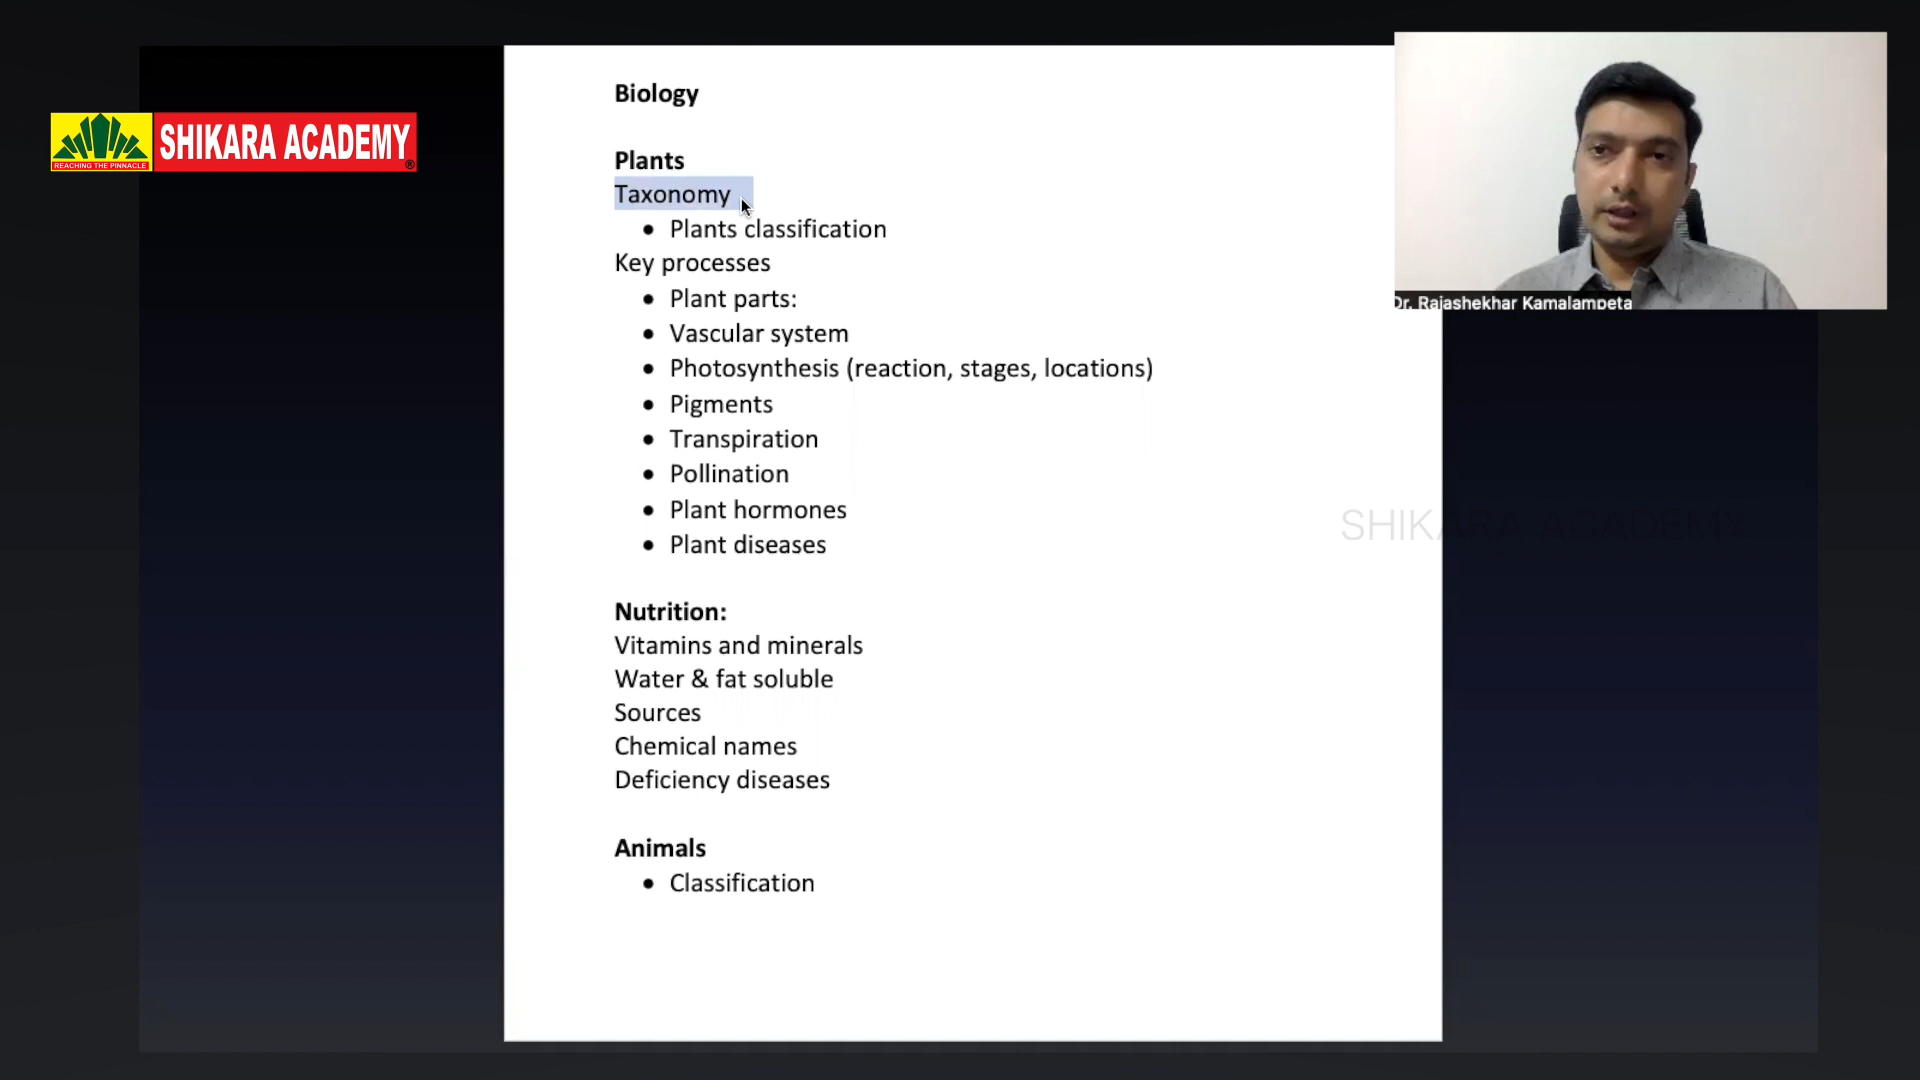 Biology
Plants
Taxonomy
• Plants classification
Key processes
• Plant parts:
• Vascular system
• Photosynthesis (reaction, stages, locations)
• Pigments
• Transpiration
• Pollination
• Plant hormones
• Plant diseases
Nutrition:
Vitamins and minerals
Water & fat soluble
Sources
Chemical names
Deficiency diseases
Animals
• Classification
SHIKARA ACADEMY®
REACHING THE PINNACLE
Dr. Rajashekhar Kamalampeta
SHIKARA ACADEMY